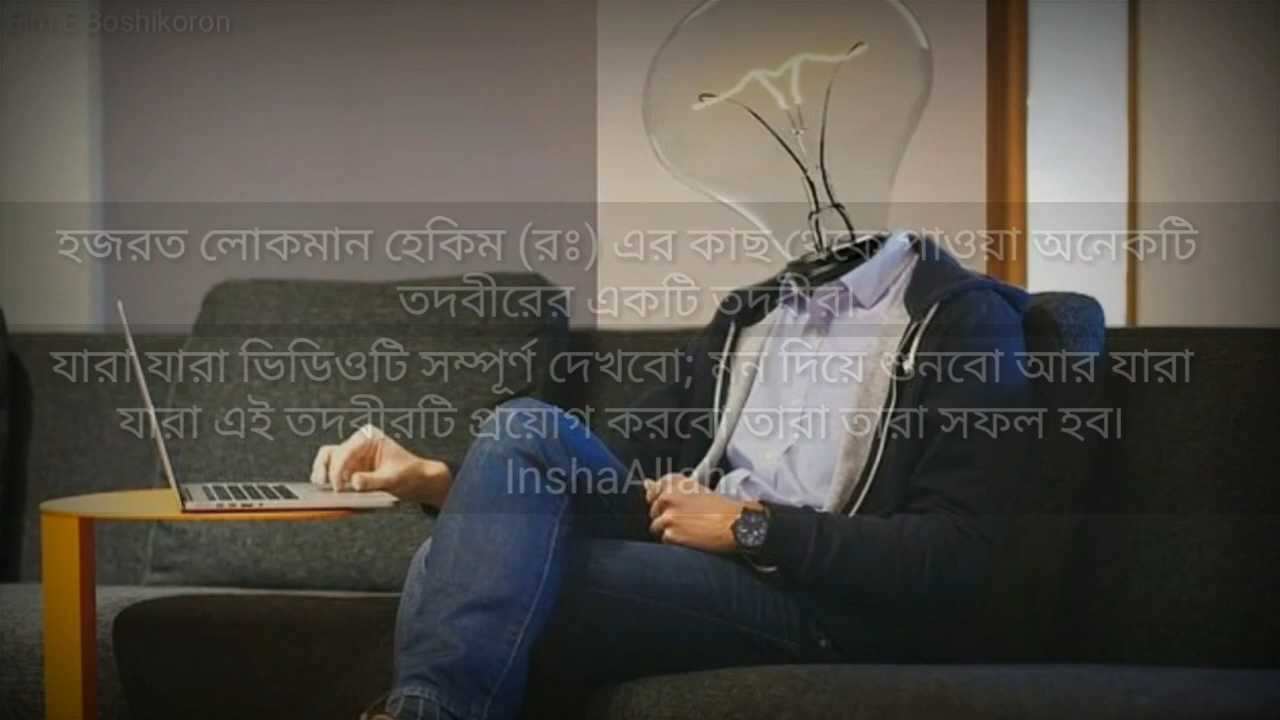 Elm E Boshikoron
হজরত লোকমান হেকিম (রঃ) এর কাছ থেকে পাওয়া অনেকটি
তদবীরের একটি তদবীর
যারা যারা ভিডিওটি সম্পূর্ণ দেখবো; মন দিয়ে শুনবো আর যারা
যারা এই তদবীরটি প্রয়োগ করবো তারা তারা সফল হব।
InshaAllah